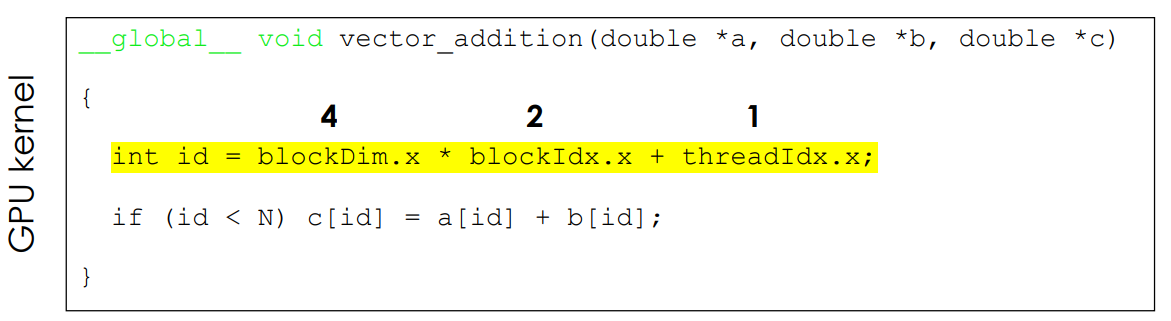 GPU kernel
__global__ void vector_addition(double *a, double *b, double *c)
{
4 2 1
int id = blockDim.x * blockIdx.x + threadIdx.x;
if (id < N) c[id] = a[id] + b[id];
}